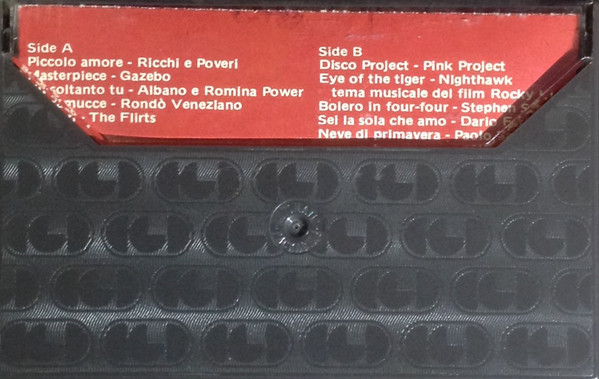 Side A
Piccolo amore - Ricchi e Poveri
Masterpiece - Gazebo
soltanto tu - Albano e Romina Power
mucce - Rondò Veneziano
- The Flirts
Side B
Disco Project - Pink Project
Eye of the tiger - Nighthawk
tema musicale del film Rocky
Bolero in four-four - Stephen
Sei la sola che amo - Dario
Neve di primavera - Paolo